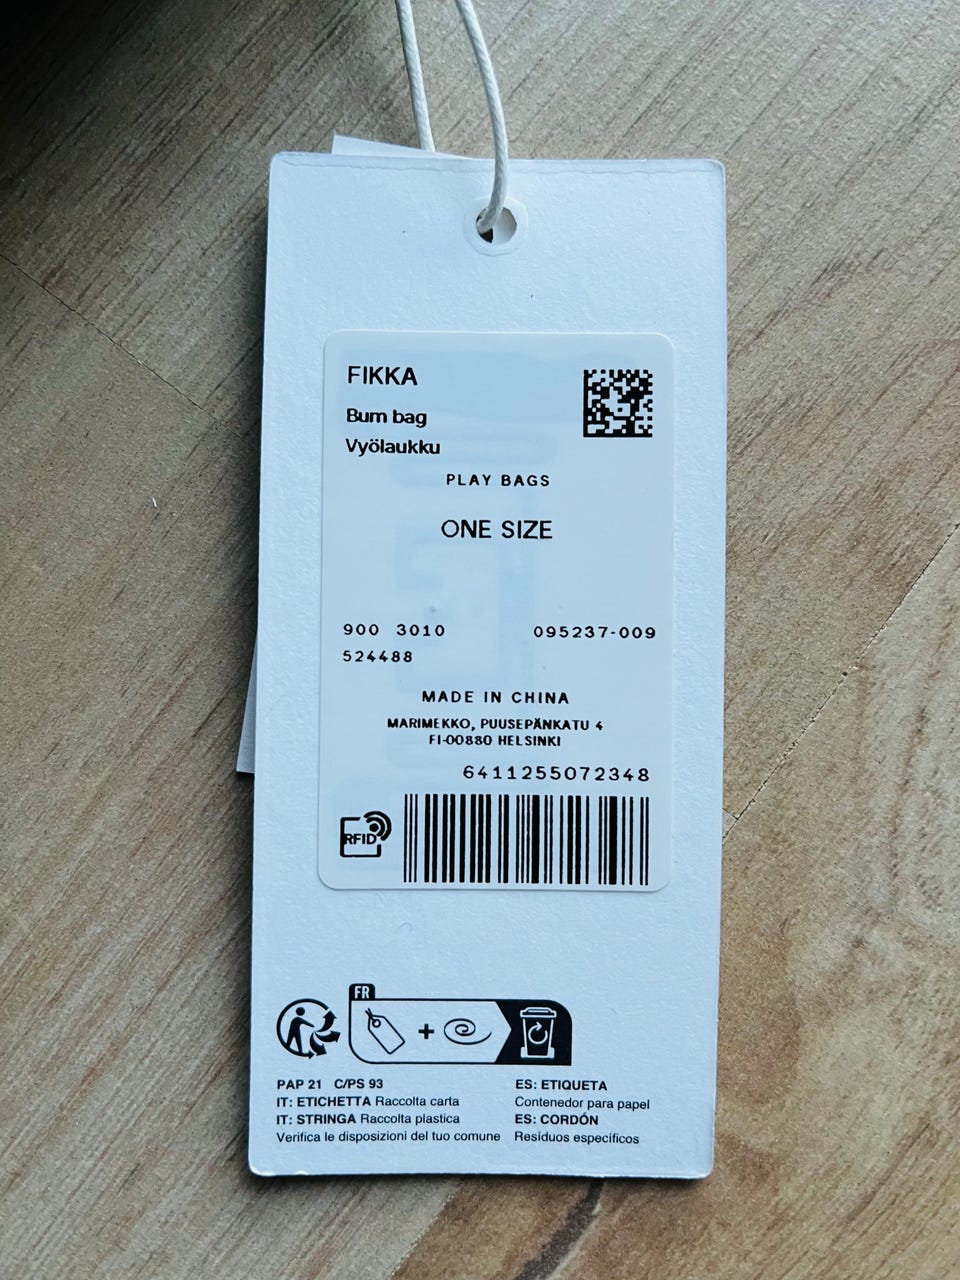 FIKKA
Bum bag
Vyölaukku
PLAY BAGS
ONE SIZE
900 3010 095237-009
524488
MADE IN CHINA
MARIMEKKO, PUUSEPÄNKATU 4
FI-00880 HELSINKI
6411255072348
RFID
FR
PAP 21 C/PS 93
IT: ETICHETTA Raccolta carta
IT: STRINGA Raccolta plastica
Verifica le disposizioni del tuo comune
ES: ETIQUETA
Contenedor para papel
ES: CORDÓN
Residuos específicos